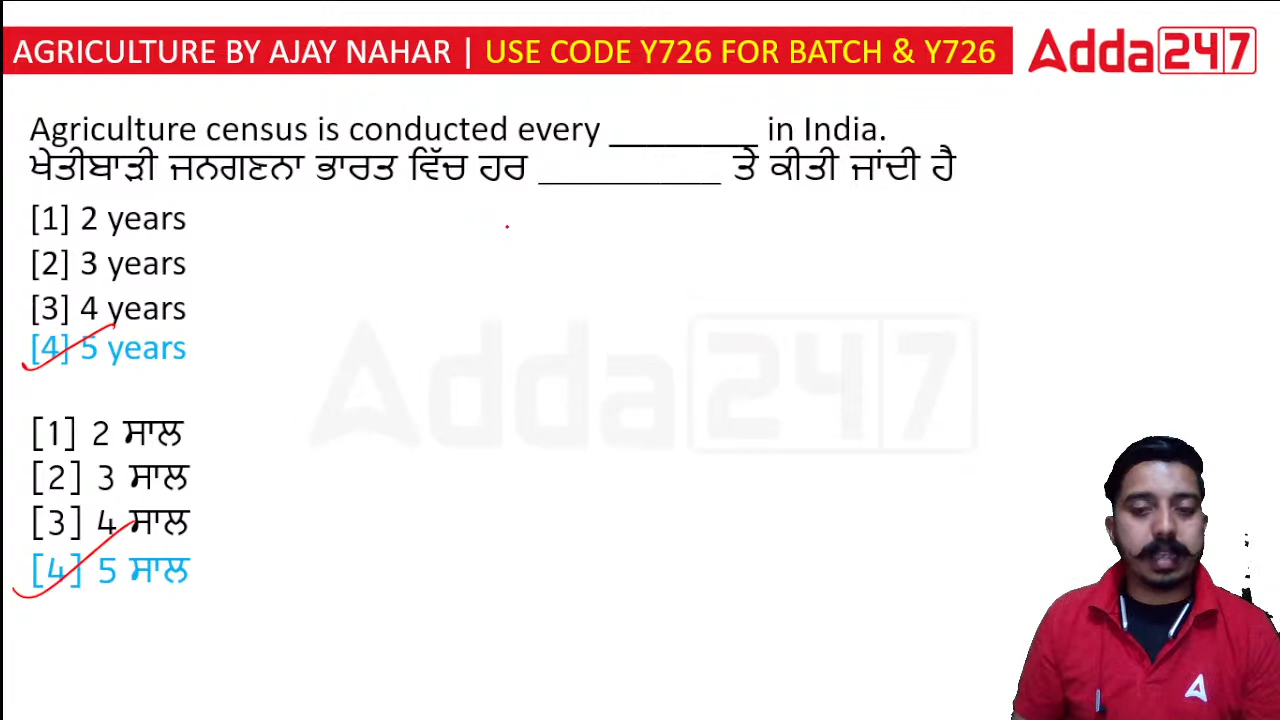 AGRICULTURE BY AJAY NAHAR | USE CODE Y726 FOR BATCH & Y726
Adda247
Agriculture census is conducted every ________ in India.
ਖੇਤੀਬਾੜੀ ਜਨਗਣਨਾ ਭਾਰਤ ਵਿੱਚ ਹਰ __________ ਤੇ ਕੀਤੀ ਜਾਂਦੀ ਹੈ
[1] 2 years
[2] 3 years
[3] 4 years
[4] 5 years
Adda247
[1] 2 ਸਾਲ
[2] 3 ਸਾਲ
[3] 4 ਸਾਲ
[4] 5 ਸਾਲ